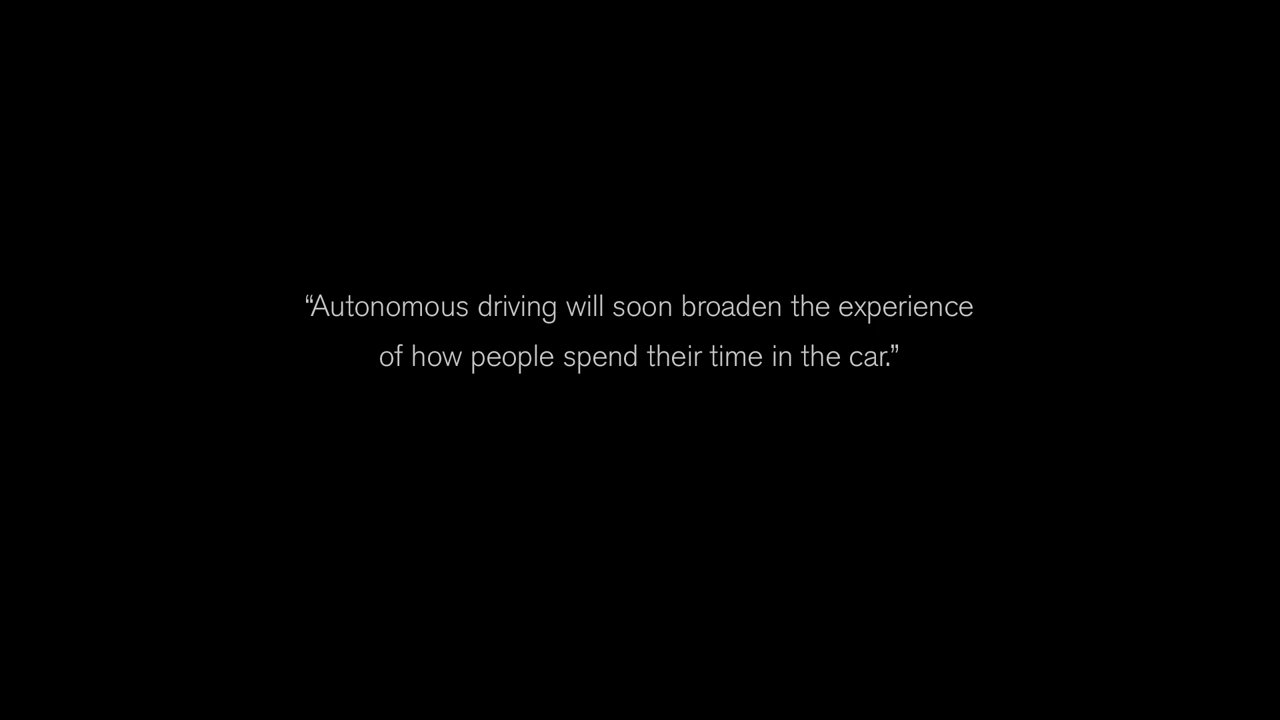 “Autonomous driving will soon broaden the experience
of how people spend their time in the car.”